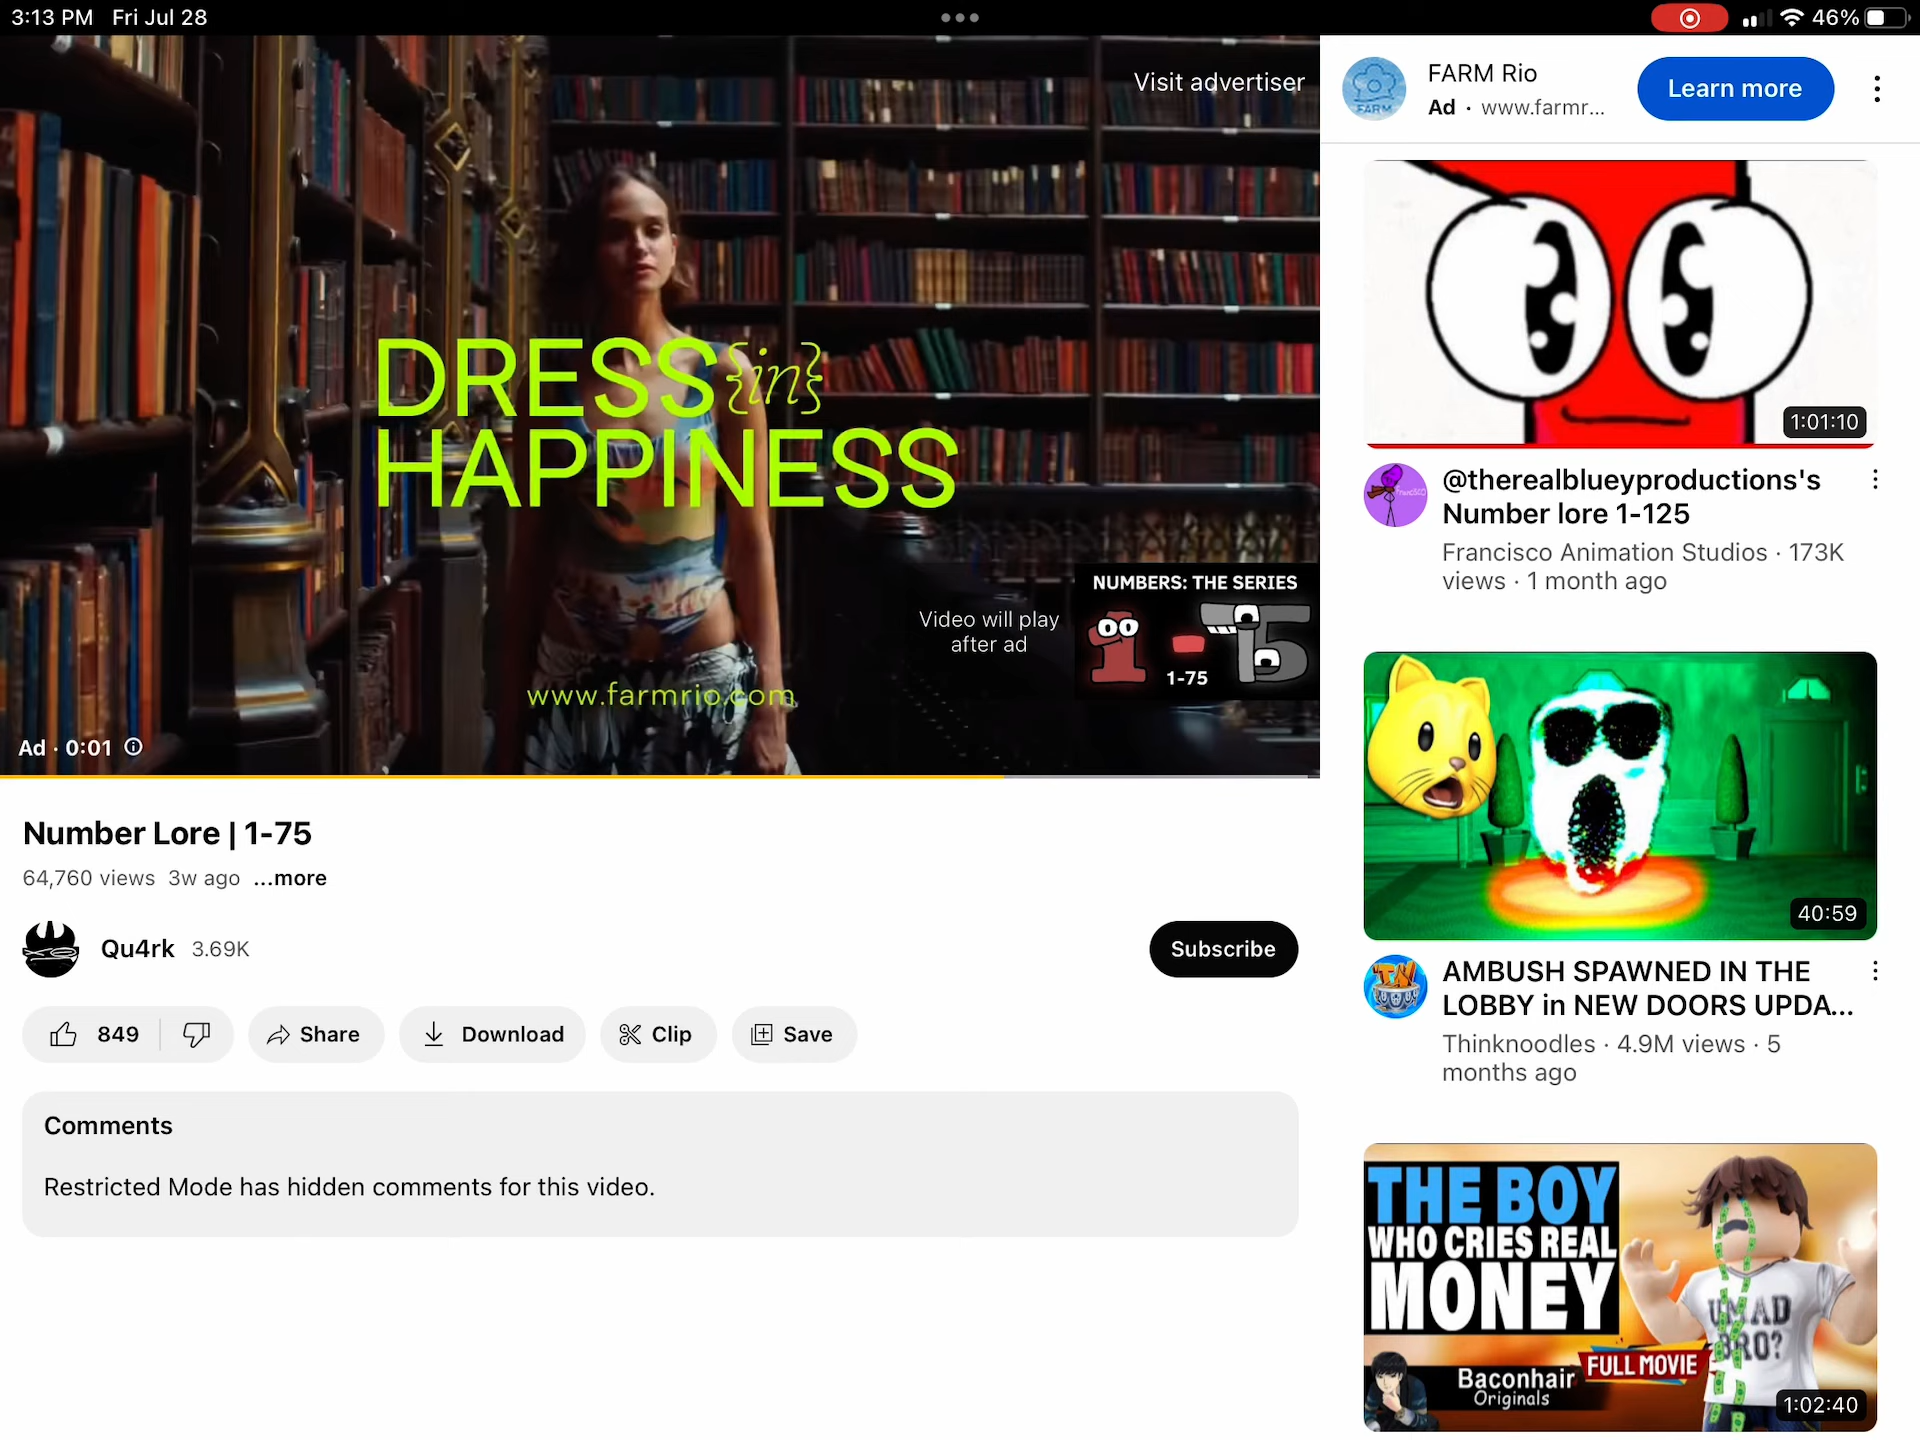 3:13 PM Fri Jul 28
46%
Visit advertiser
DRESS {in}
HAPPINESS
NUMBERS: THE SERIES
Video will play
after ad
1 - 75
1-75
www.farmrio.com
Ad · 0:01
Number Lore | 1-75
64,760 views 3w ago ...more
Qu4rk 3.69K
Subscribe
849
Share
Download
Clip
Save
Comments
Restricted Mode has hidden comments for this video.
FARM
FARM Rio
Ad · www.farmr...
Learn more
1:01:10
@therealblueyproductions's
Number lore 1-125
Francisco Animation Studios · 173K
views · 1 month ago
40:59
AMBUSH SPAWNED IN THE
LOBBY in NEW DOORS UPDA...
Thinknoodles · 4.9M views · 5
months ago
THE BOY
WHO CRIES REAL
MONEY
UMAD
BRO?
FULL MOVIE
Baconhair
Originals
1:02:40